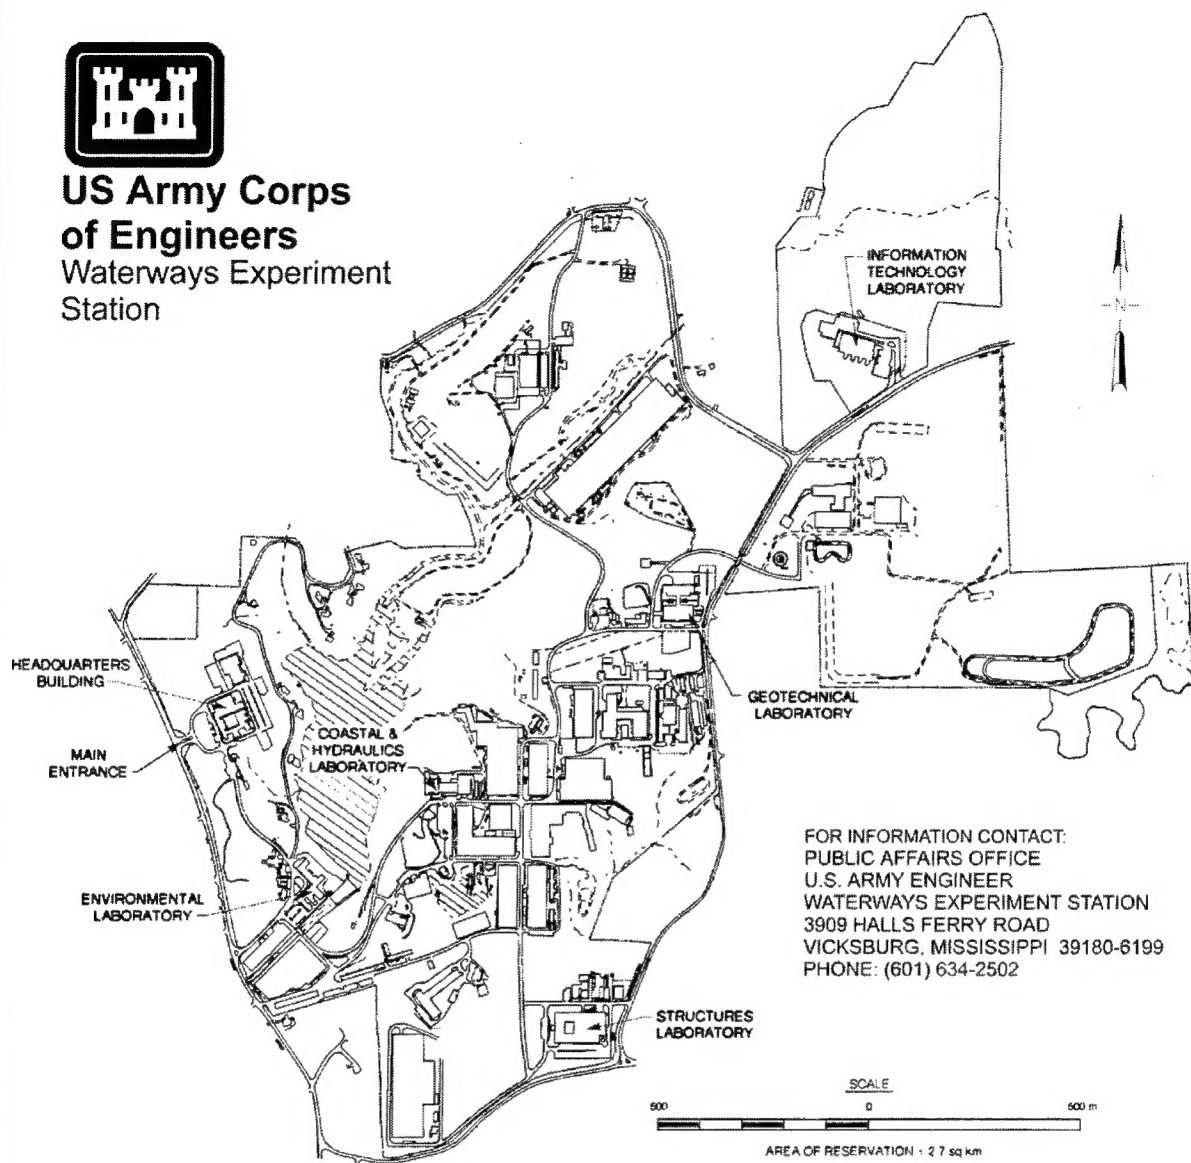 US Army Corps
of Engineers
Waterways Experiment
Station
INFORMATION
TECHNOLOGY
LABORATORY
N
HEADQUARTERS
BUILDING
MAIN
ENTRANCE
COASTAL &
HYDRAULICS
LABORATORY
GEOTECHNICAL
LABORATORY
ENVIRONMENTAL
LABORATORY
STRUCTURES
LABORATORY
FOR INFORMATION CONTACT:
PUBLIC AFFAIRS OFFICE
U.S. ARMY ENGINEER
WATERWAYS EXPERIMENT STATION
3909 HALLS FERRY ROAD
VICKSBURG, MISSISSIPPI 39180-6199
PHONE: (601) 634-2502
SCALE
500 0 500 m
AREA OF RESERVATION : 2.7 sq km